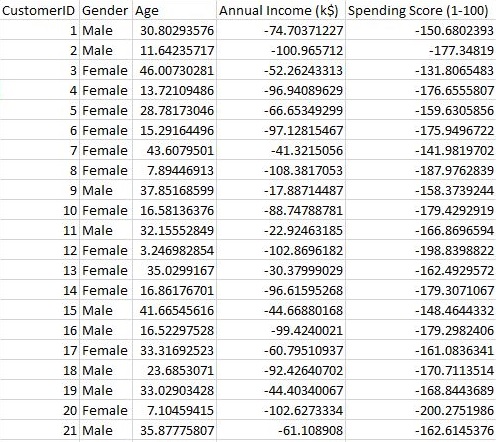 CustomerID Gender Age Annual Income (k$) Spending Score (1-100)
1 Male 30.80293576 -74.70371227 -150.6802393
2 Male 11.64235717 -100.965712 -177.34819
3 Female 46.00730281 -52.26243313 -131.8065483
4 Female 13.72109486 -96.94089629 -176.6555807
5 Female 28.78173046 -66.65349299 -159.6305856
6 Female 15.29164496 -97.12815467 -175.9496722
7 Female 43.6079501 -41.3215056 -141.9819702
8 Female 7.89446913 -108.3817053 -187.9762839
9 Male 37.85168599 -17.88714487 -158.3739244
10 Female 16.58136376 -88.74788781 -179.4292919
11 Male 32.15552849 -22.92463185 -166.8696594
12 Female 3.246982854 -102.8696182 -198.8398822
13 Female 35.0299167 -30.37999029 -162.4929572
14 Female 16.86176701 -96.61595268 -179.3071067
15 Male 41.66545616 -44.66880168 -148.4644332
16 Male 16.52297528 -99.4240021 -179.2982406
17 Female 33.31692523 -60.79510937 -161.0836341
18 Male 23.6853071 -92.42640702 -170.7113514
19 Male 33.02903428 -44.40340067 -168.8443689
20 Female 7.10459415 -102.6273334 -200.2751986
21 Male 35.87775807 -61.108908 -162.6145376